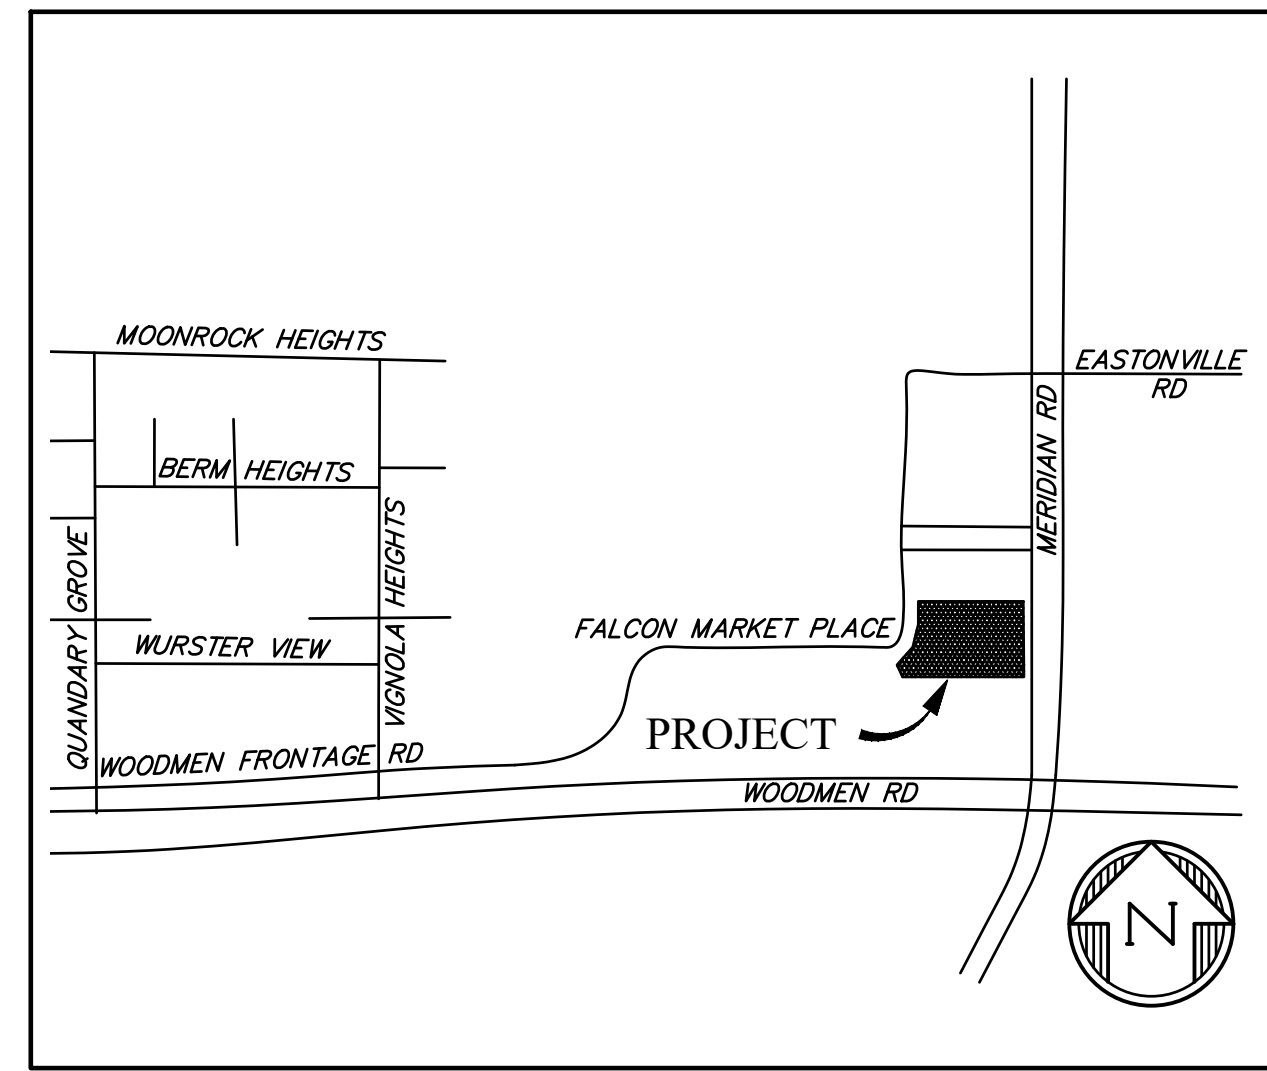 MOONROCK HEIGHTS
EASTONVILLE
RD
MERIDIAN RD
BERM HEIGHTS
QUANDARY GROVE
VIGNOLA HEIGHTS
FALCON MARKET PLACE
WURSTER VIEW
PROJECT
WOODMEN FRONTAGE RD
WOODMEN RD
N